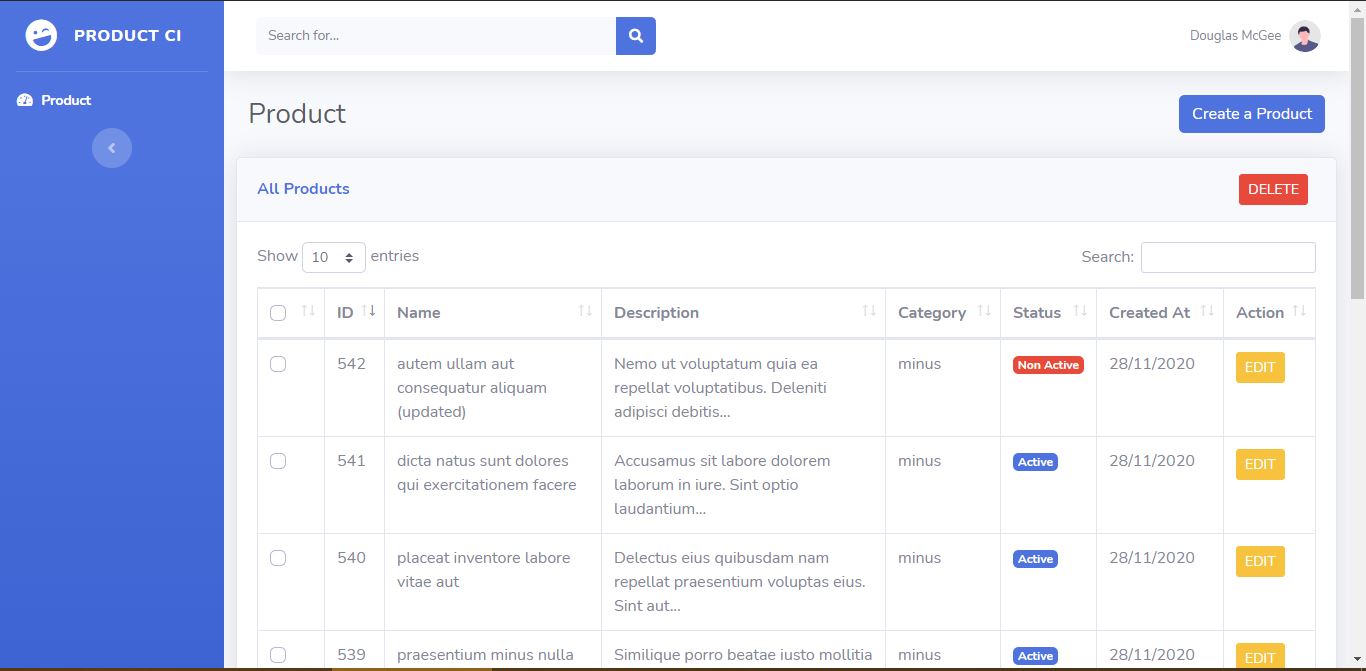 PRODUCT CI
Search for...
Douglas McGee
Product
Product
Create a Product
All Products
DELETE
Show 10 entries
Search:
ID Name Description Category Status Created At Action
542 autem ullam aut Nemo ut voluptatum quia ea minus Non Active 28/11/2020 EDIT
consequatur aliquam repellat voluptatibus. Deleniti
(updated) adipisci debitis...
541 dicta natus sunt dolores Accusamus sit labore dolorem minus Active 28/11/2020 EDIT
qui exercitationem facere laborum in iure. Sint optio
laudantium...
540 placeat inventore labore Delectus eius quibusdam nam minus Active 28/11/2020 EDIT
vitae aut repellat praesentium voluptas eius.
Sint aut...
539 praesentium minus nulla Similique porro beatae iusto mollitia minus Active 28/11/2020 EDIT